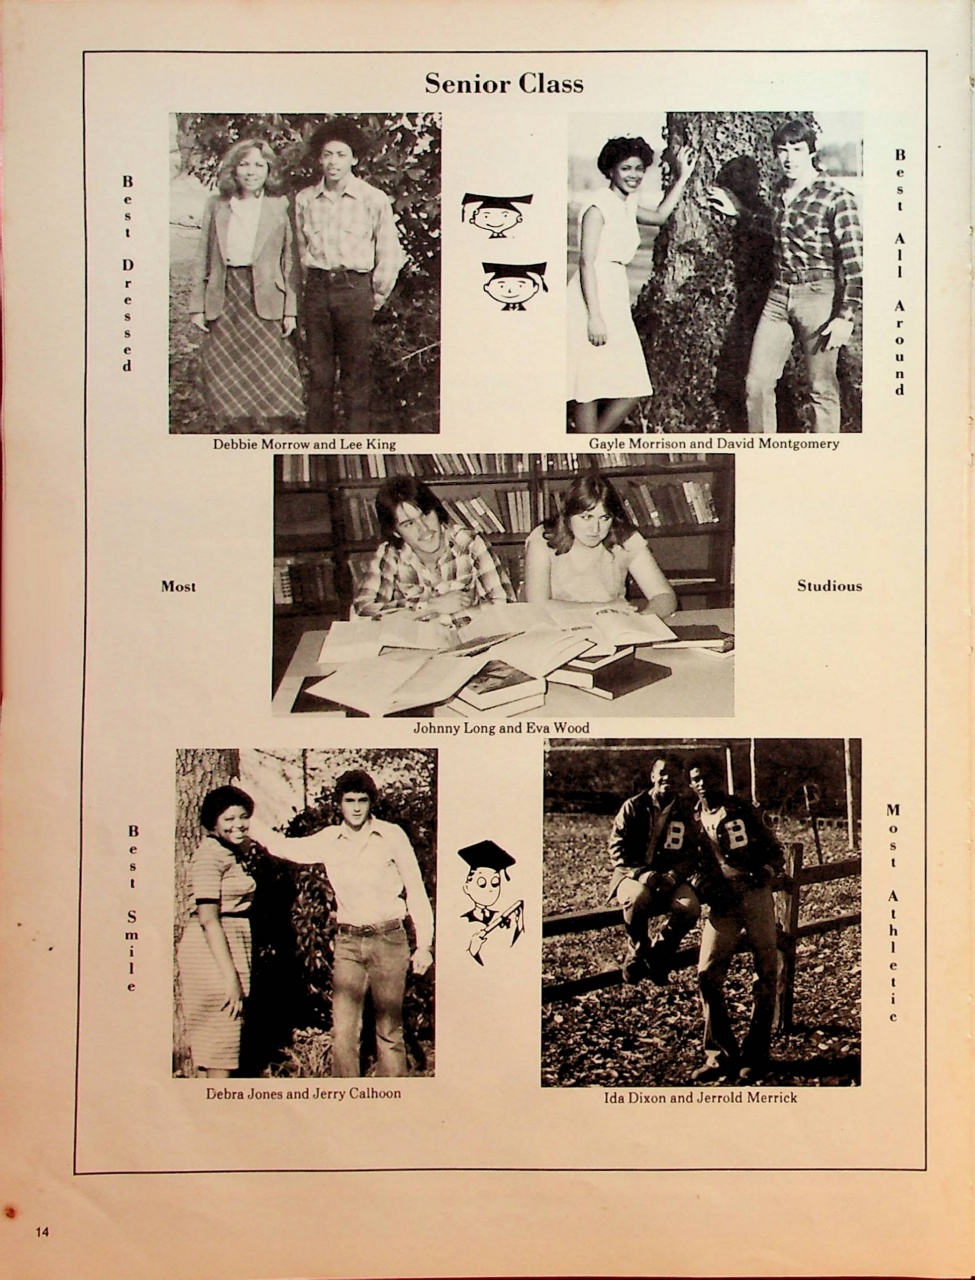 Senior Class
Best Dressed
Best All Around
Debbie Morrow and Lee King
Gayle Morrison and David Montgomery
Most
Studious
Johnny Long and Eva Wood
Best Smile
Most Athletic
B
B
Debra Jones and Jerry Calhoon
Ida Dixon and Jerrold Merrick
14